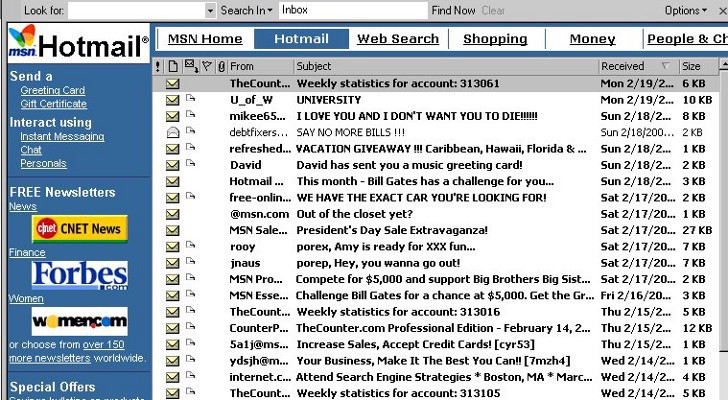 Look for: Search In Inbox Find Now Clear Options
msn Hotmail®
MSN Home Hotmail Web Search Shopping Money People & Ch
! From Subject Received Size
Send a
Greeting Card
Gift Certificate
Interact using
Instant Messaging
Chat
Personals
FREE Newsletters
News
cnet CNET News
Finance
Forbes.com
Women
women.com
or choose from over 150
more newsletters worldwide.
Special Offers
TheCount... Weekly statistics for account: 313061 Mon 2/19/2... 6 KB
U_of_W UNIVERSITY Mon 2/19/2... 10 KB
mikee65... I LOVE YOU AND I DON'T WANT YOU TO DIE!!!!!! Sun 2/18/2... 8 KB
debtfixers... SAY NO MORE BILLS !!! Sun 2/18/200... 2 KB
refreshed... VACATION GIVEAWAY !!! Caribbean, Hawaii, Florida & ... Sun 2/18/2... 2 KB
David David has sent you a music greeting card! Sun 2/18/2... 2 KB
Hotmail ... This month - Bill Gates has a challenge for you... Sun 2/18/2... 3 KB
free-onlin... WE HAVE THE EXACT CAR YOU'RE LOOKING FOR! Sat 2/17/20... 2 KB
@msn.com Out of the closet yet? Sat 2/17/20... 1 KB
MSN Sale... President's Day Sale Extravaganza! Sat 2/17/20... 27 KB
rooy porex, Amy is ready for XXX fun... Sat 2/17/20... 4 KB
jnaus porep, Hey, you wanna go out! Sat 2/17/20... 2 KB
MSN Pro... Compete for $5,000 and support Big Brothers Big Sist... Sat 2/17/20... 2 KB
MSN Esse... Challenge Bill Gates for a chance at $5,000. Get the Gr... Fri 2/16/20... 3 KB
TheCount... Weekly statistics for account: 313016 Thu 2/15/2... 5 KB
CounterP... TheCounter.com Professional Edition - February 14, 2... Thu 2/15/2... 12 KB
5a1j@ms... Increase Sales, Accept Credit Cards! [cyr53] Thu 2/15/2... 4 KB
ydsjh@m... Your Business, Make It The Best You Can!! [7mzh4] Wed 2/14/2... 4 KB
internet.c... Attend Search Engine Strategies * Boston, MA * Marc... Wed 2/14/2... 4 KB
TheCount... Weekly statistics for account: 313105 Wed 2/14/2... 5 KB